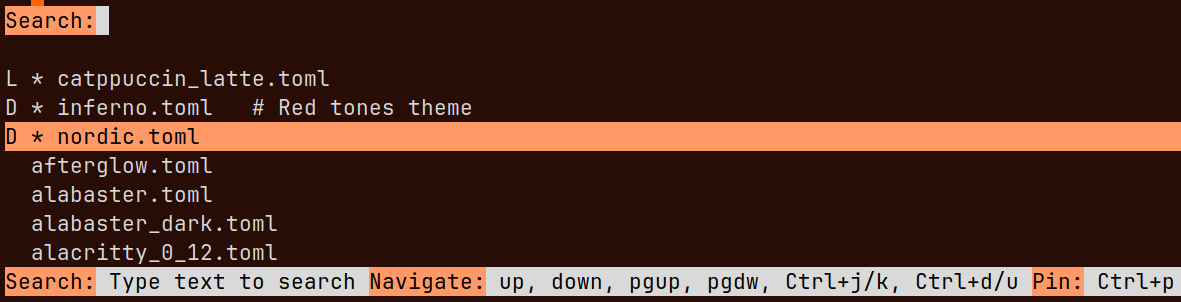 Search:
L * catppuccin_latte.toml
D * inferno.toml   # Red tones theme
D * nordic.toml
afterglow.toml
alabaster.toml
alabaster_dark.toml
alacritty_0_12.toml
Search: Type text to search Navigate: up, down, pgup, pgdw, Ctrl+j/k, Ctrl+d/u Pin: Ctrl+p